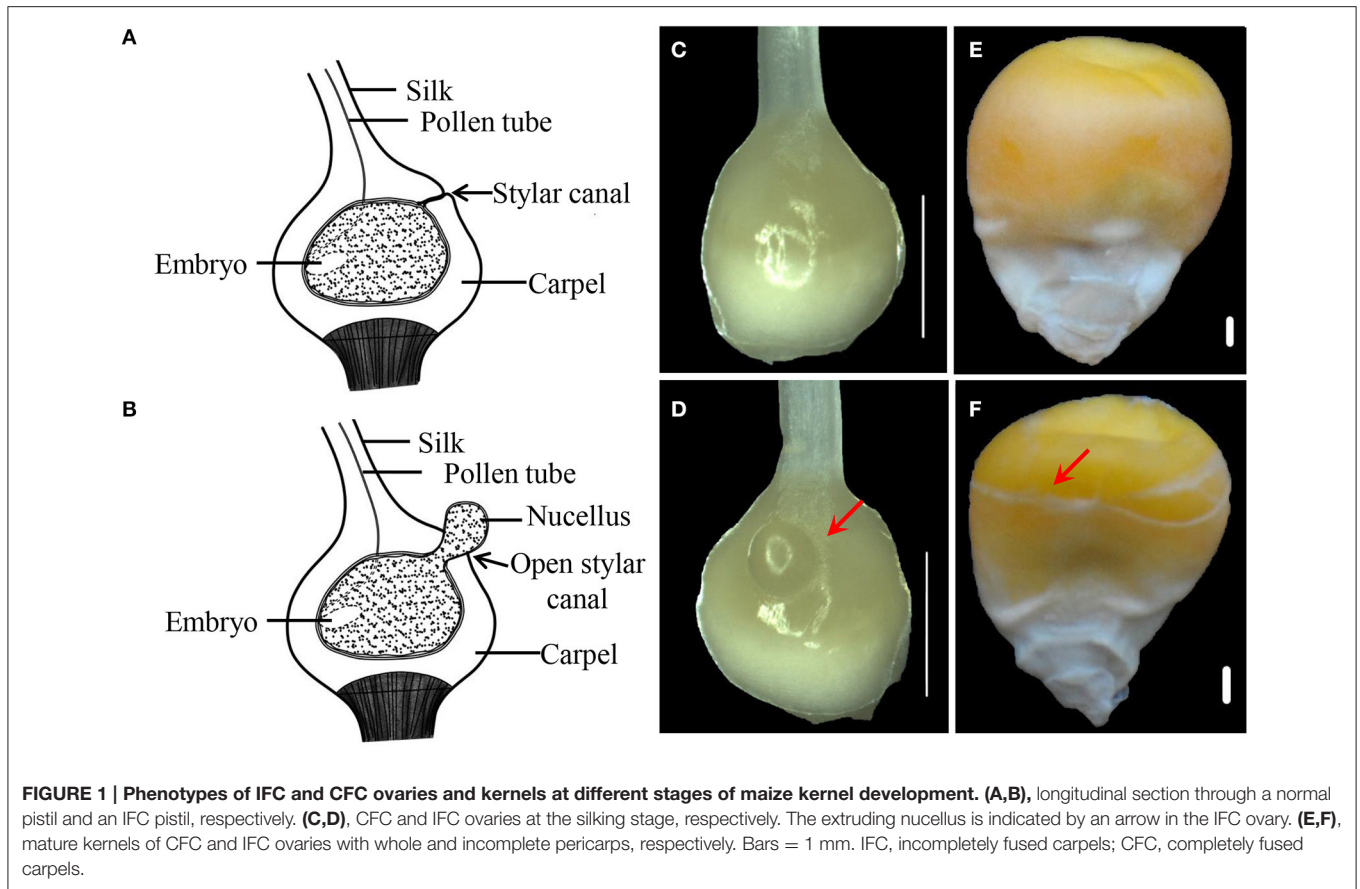 A
Silk
Pollen tube
Stylar canal
Embryo
Carpel
B
Silk
Pollen tube
Nucellus
Open stylar
canal
Embryo
Carpel
C
E
D
F
FIGURE 1 | Phenotypes of IFC and CFC ovaries and kernels at different stages of maize kernel development. (A,B), longitudinal section through a normal
pistil and an IFC pistil, respectively. (C,D), CFC and IFC ovaries at the silking stage, respectively. The extruding nucellus is indicated by an arrow in the IFC ovary. (E,F),
mature kernels of CFC and IFC ovaries with whole and incomplete pericarps, respectively. Bars = 1 mm. IFC, incompletely fused carpels; CFC, completely fused
carpels.